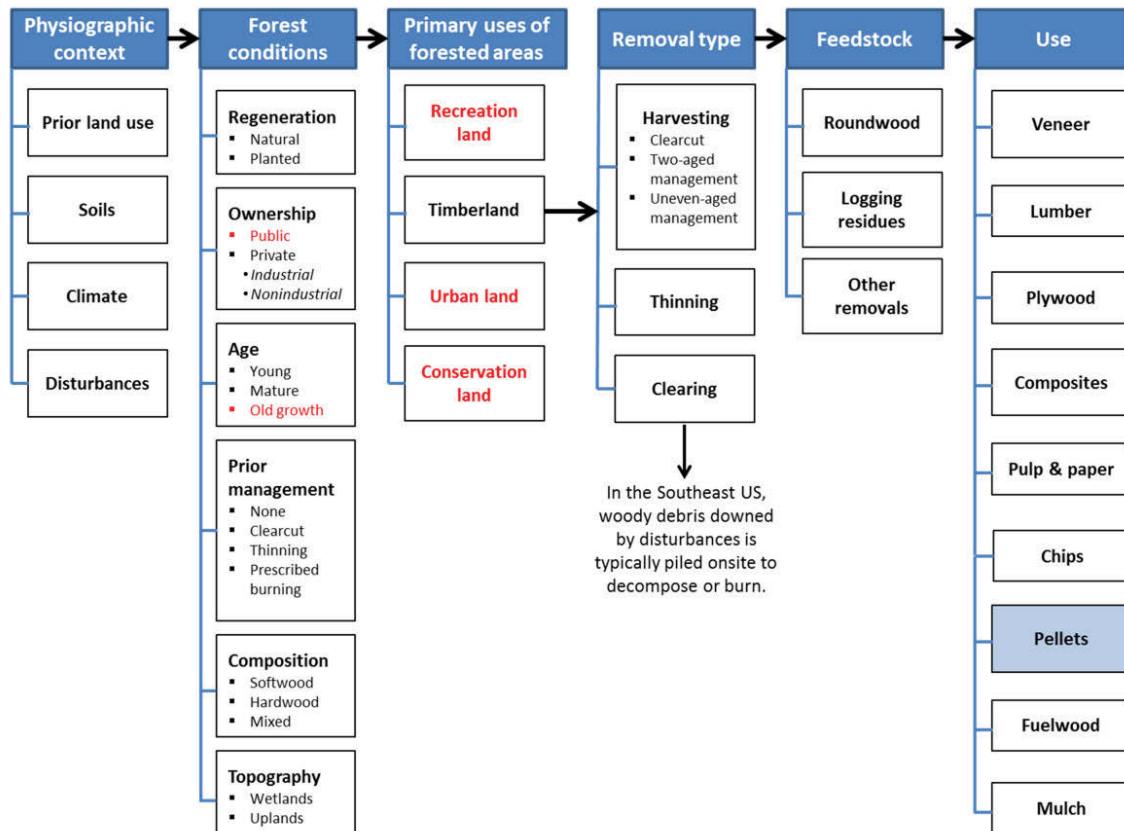 Physiographic
context
Prior land use
Soils
Climate
Disturbances
Forest
conditions
Regeneration
▪ Natural
▪ Planted
Ownership
▪ Public
▪ Private
• Industrial
• Nonindustrial
Age
▪ Young
▪ Mature
▪ Old growth
Prior
management
▪ None
▪ Clearcut
▪ Thinning
▪ Prescribed
burning
Composition
▪ Softwood
▪ Hardwood
▪ Mixed
Topography
▪ Wetlands
▪ Uplands
Primary uses of
forested areas
Recreation
land
Timberland
Urban land
Conservation
land
Removal type
Harvesting
▪ Clearcut
▪ Two-aged
management
▪ Uneven-aged
management
Thinning
Clearing
In the Southeast US,
woody debris downed
by disturbances is
typically piled onsite to
decompose or burn.
Feedstock
Roundwood
Logging
residues
Other
removals
Use
Veneer
Lumber
Plywood
Composites
Pulp & paper
Chips
Pellets
Fuelwood
Mulch